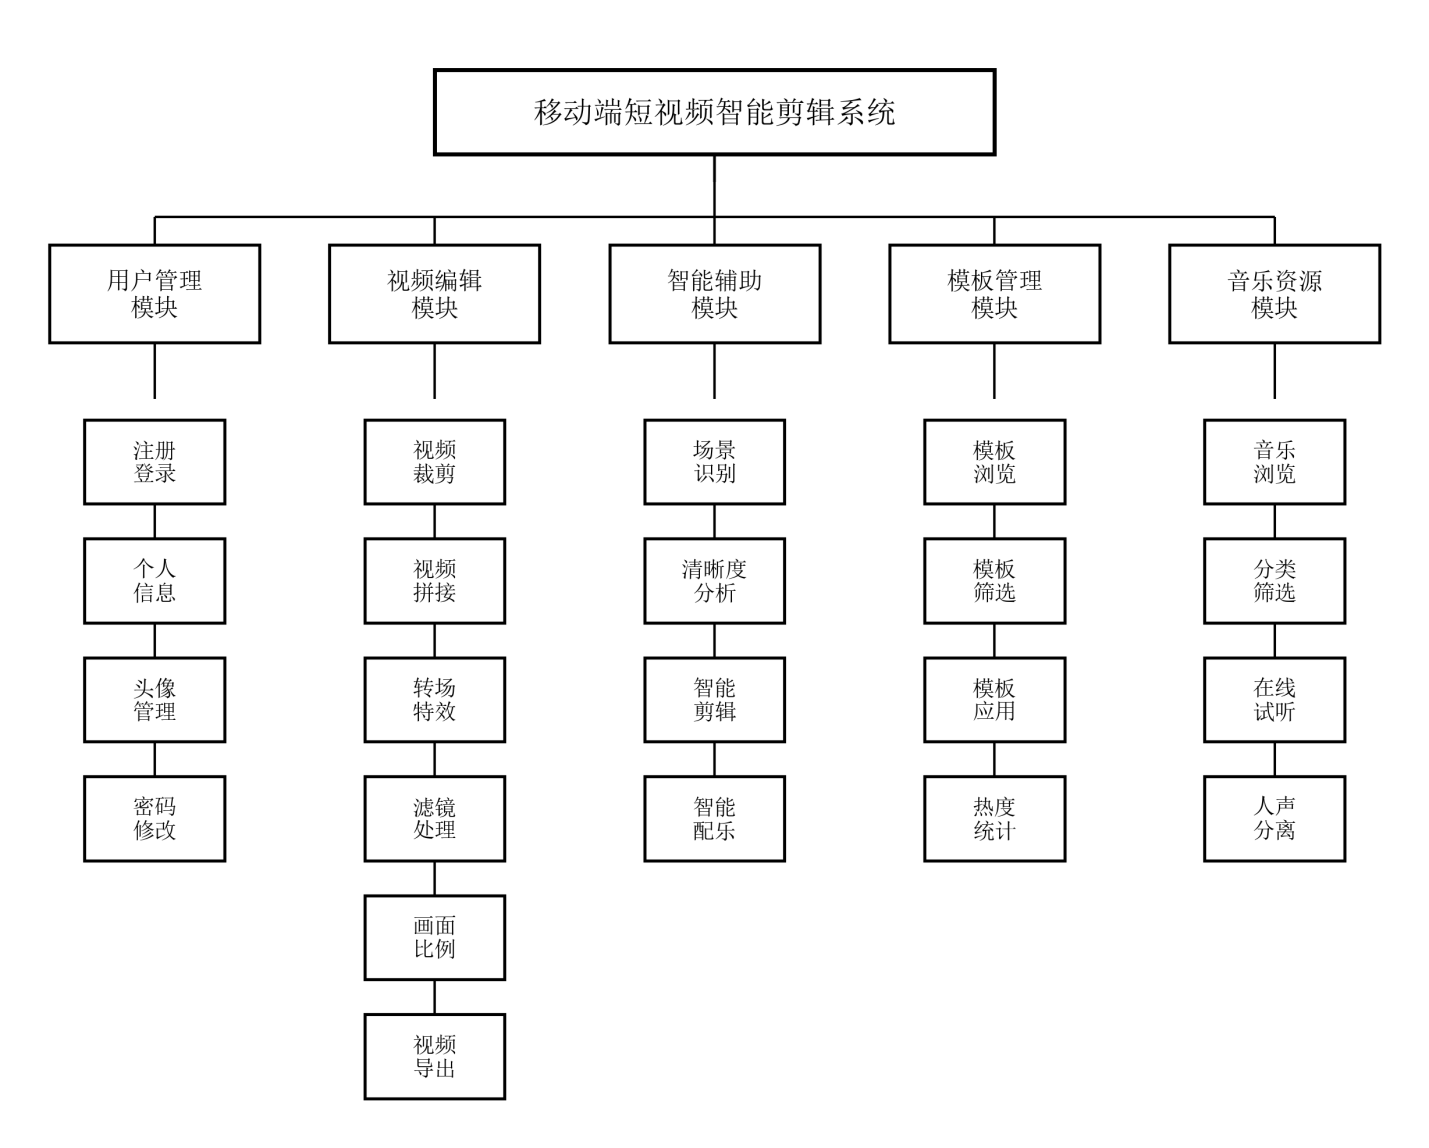 移动端短视频智能剪辑系统
用户管理
模块
视频编辑
模块
智能辅助
模块
模板管理
模块
音乐资源
模块
注册
登录
个人
信息
头像
管理
密码
修改
视频
裁剪
视频
拼接
转场
特效
滤镜
处理
画面
比例
视频
导出
场景
识别
清晰度
分析
智能
剪辑
智能
配乐
模板
浏览
模板
筛选
模板
应用
热度
统计
音乐
浏览
分类
筛选
在线
试听
人声
分离